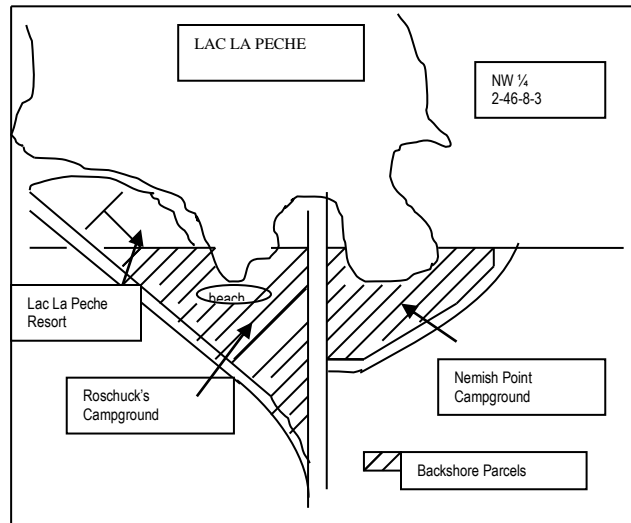 LAC LA PECHE
NW ¼
2-46-8-3
beach
Lac La Peche
Resort
Roschuck's
Campground
Nemish Point
Campground
Backshore Parcels